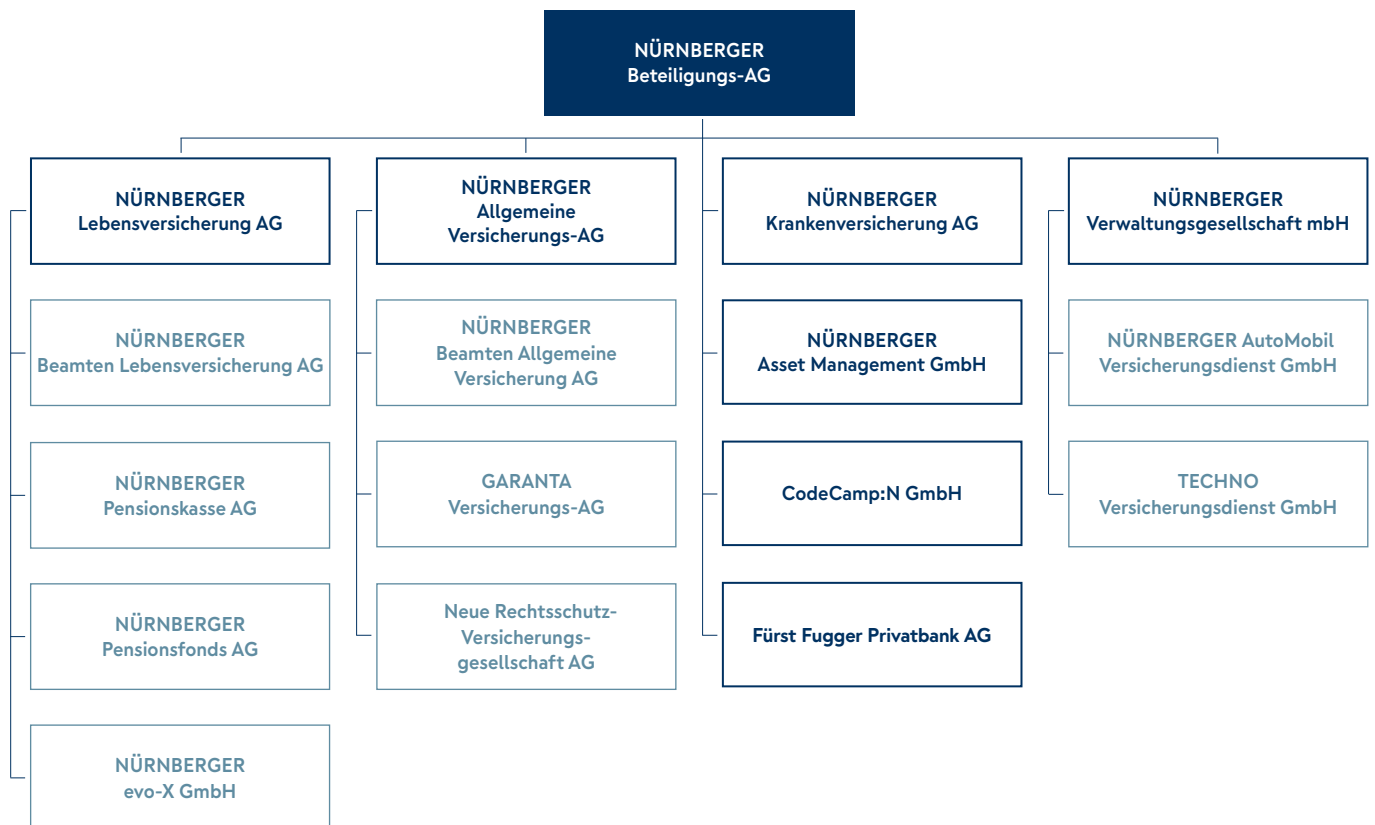 NÜRNBERGER
Beteiligungs-AG
NÜRNBERGER
Lebensversicherung AG
NÜRNBERGER
Beamten Lebensversicherung AG
NÜRNBERGER
Pensionskasse AG
NÜRNBERGER
Pensionsfonds AG
NÜRNBERGER
evo-X GmbH
NÜRNBERGER
Allgemeine
Versicherungs-AG
NÜRNBERGER
Beamten Allgemeine
Versicherung AG
GARANTA
Versicherungs-AG
Neue Rechtsschutz-
Versicherungs-
gesellschaft AG
NÜRNBERGER
Krankenversicherung AG
NÜRNBERGER
Asset Management GmbH
CodeCamp:N GmbH
Fürst Fugger Privatbank AG
NÜRNBERGER
Verwaltungsgesellschaft mbH
NÜRNBERGER AutoMobil
Versicherungsdienst GmbH
TECHNO
Versicherungsdienst GmbH